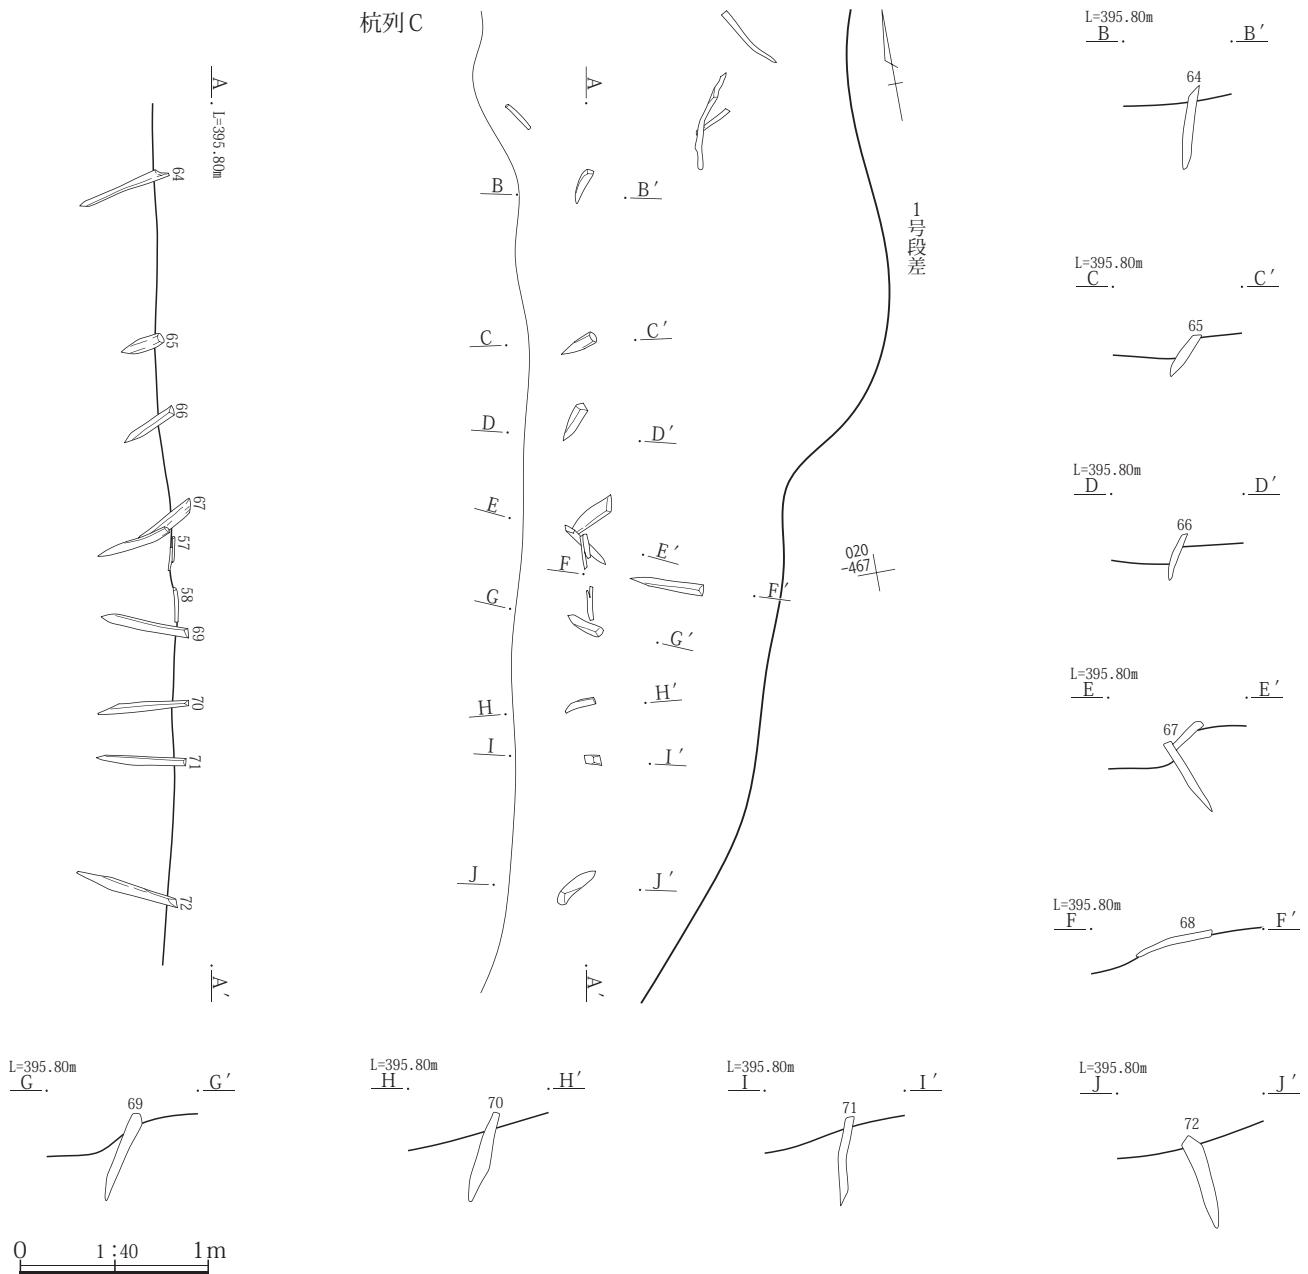 杭列C
A
L=395.80m
64
65
66
67
57
58
69
70
71
72
A′
A
B
B′
C
C′
D
D′
E
E′
F
F′
G
G′
H
H′
I
I′
J
J′
A′
1号段差
020
-467
L=395.80m
B
B′
64
L=395.80m
C
C′
65
L=395.80m
D
D′
66
L=395.80m
E
E′
67
L=395.80m
F
F′
68
L=395.80m
G
G′
69
L=395.80m
H
H′
70
L=395.80m
I
I′
71
L=395.80m
J
J′
72
0
1:40
1m